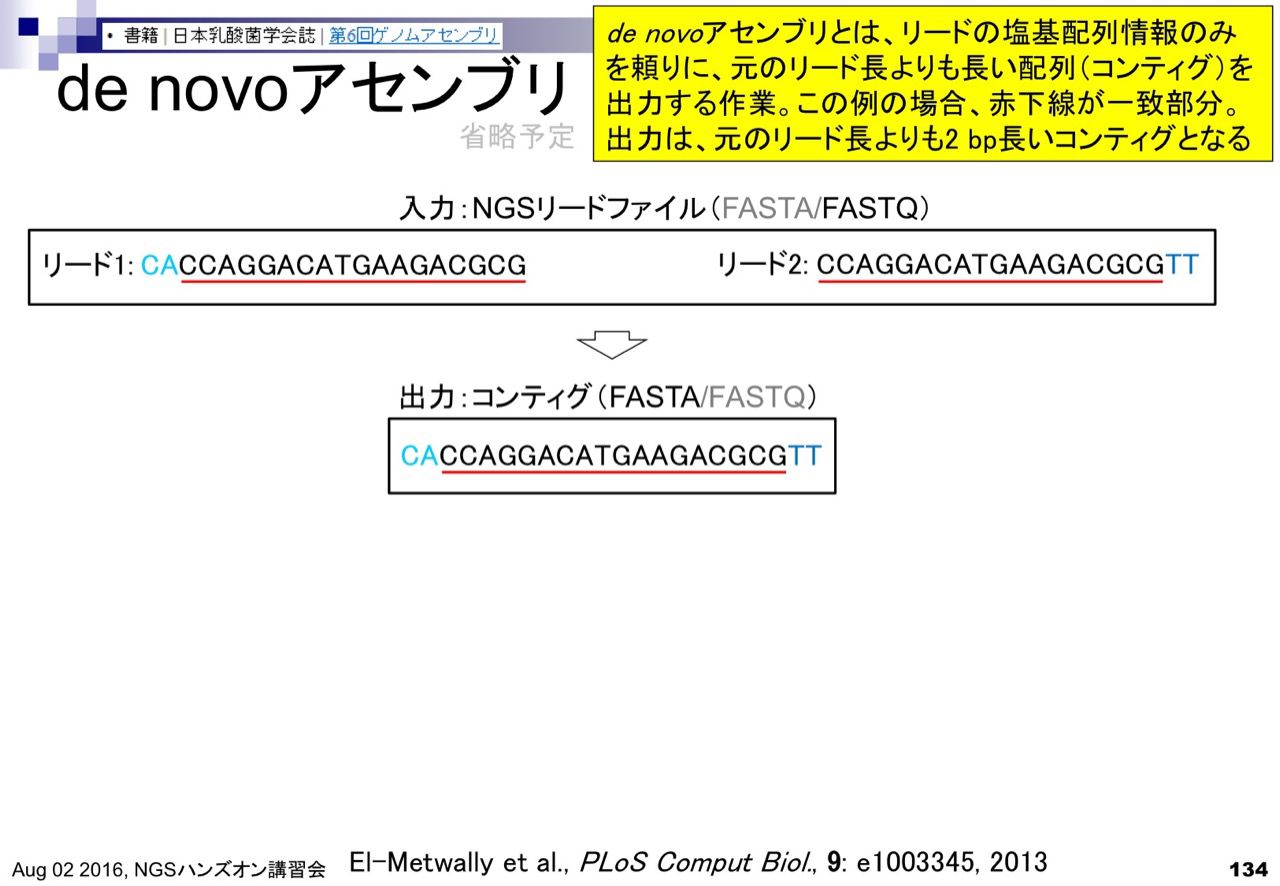 • 書籍 | 日本乳酸菌学会誌 | 第6回ゲノムアセンブリ
de novoアセンブリ
省略予定
de novoアセンブリとは、リードの塩基配列情報のみ
を頼りに、元のリード長よりも長い配列（コンティグ）を
出力する作業。この例の場合、赤下線が一致部分。
出力は、元のリード長よりも2 bp長いコンティグとなる
入力：NGSリードファイル（FASTA/FASTQ）
リード1: CACCAGGACATGAAGACGCG
リード2: CCAGGACATGAAGACGCGTT
出力：コンティグ（FASTA/FASTQ）
CACCAGGACATGAAGACGCGTT
Aug 02 2016, NGSハンズオン講習会
El-Metwally et al., PLoS Comput Biol., 9: e1003345, 2013
134